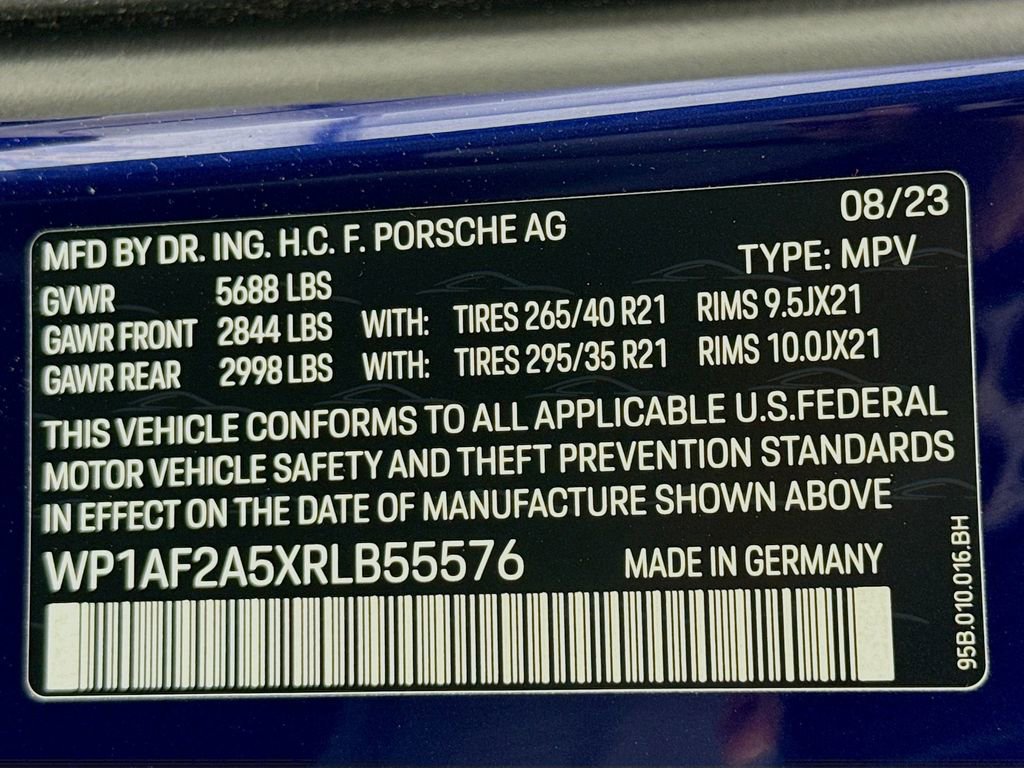 MFD BY DR. ING. H.C. F. PORSCHE AG 08/23
GVWR 5688 LBS TYPE: MPV
GAWR FRONT 2844 LBS WITH: TIRES 265/40 R21 RIMS 9.5JX21
GAWR REAR 2998 LBS WITH: TIRES 295/35 R21 RIMS 10.0JX21
THIS VEHICLE CONFORMS TO ALL APPLICABLE U.S.FEDERAL
MOTOR VEHICLE SAFETY AND THEFT PREVENTION STANDARDS
IN EFFECT ON THE DATE OF MANUFACTURE SHOWN ABOVE
WP1AF2A5XRLB55576 MADE IN GERMANY
95B.010.016.BH